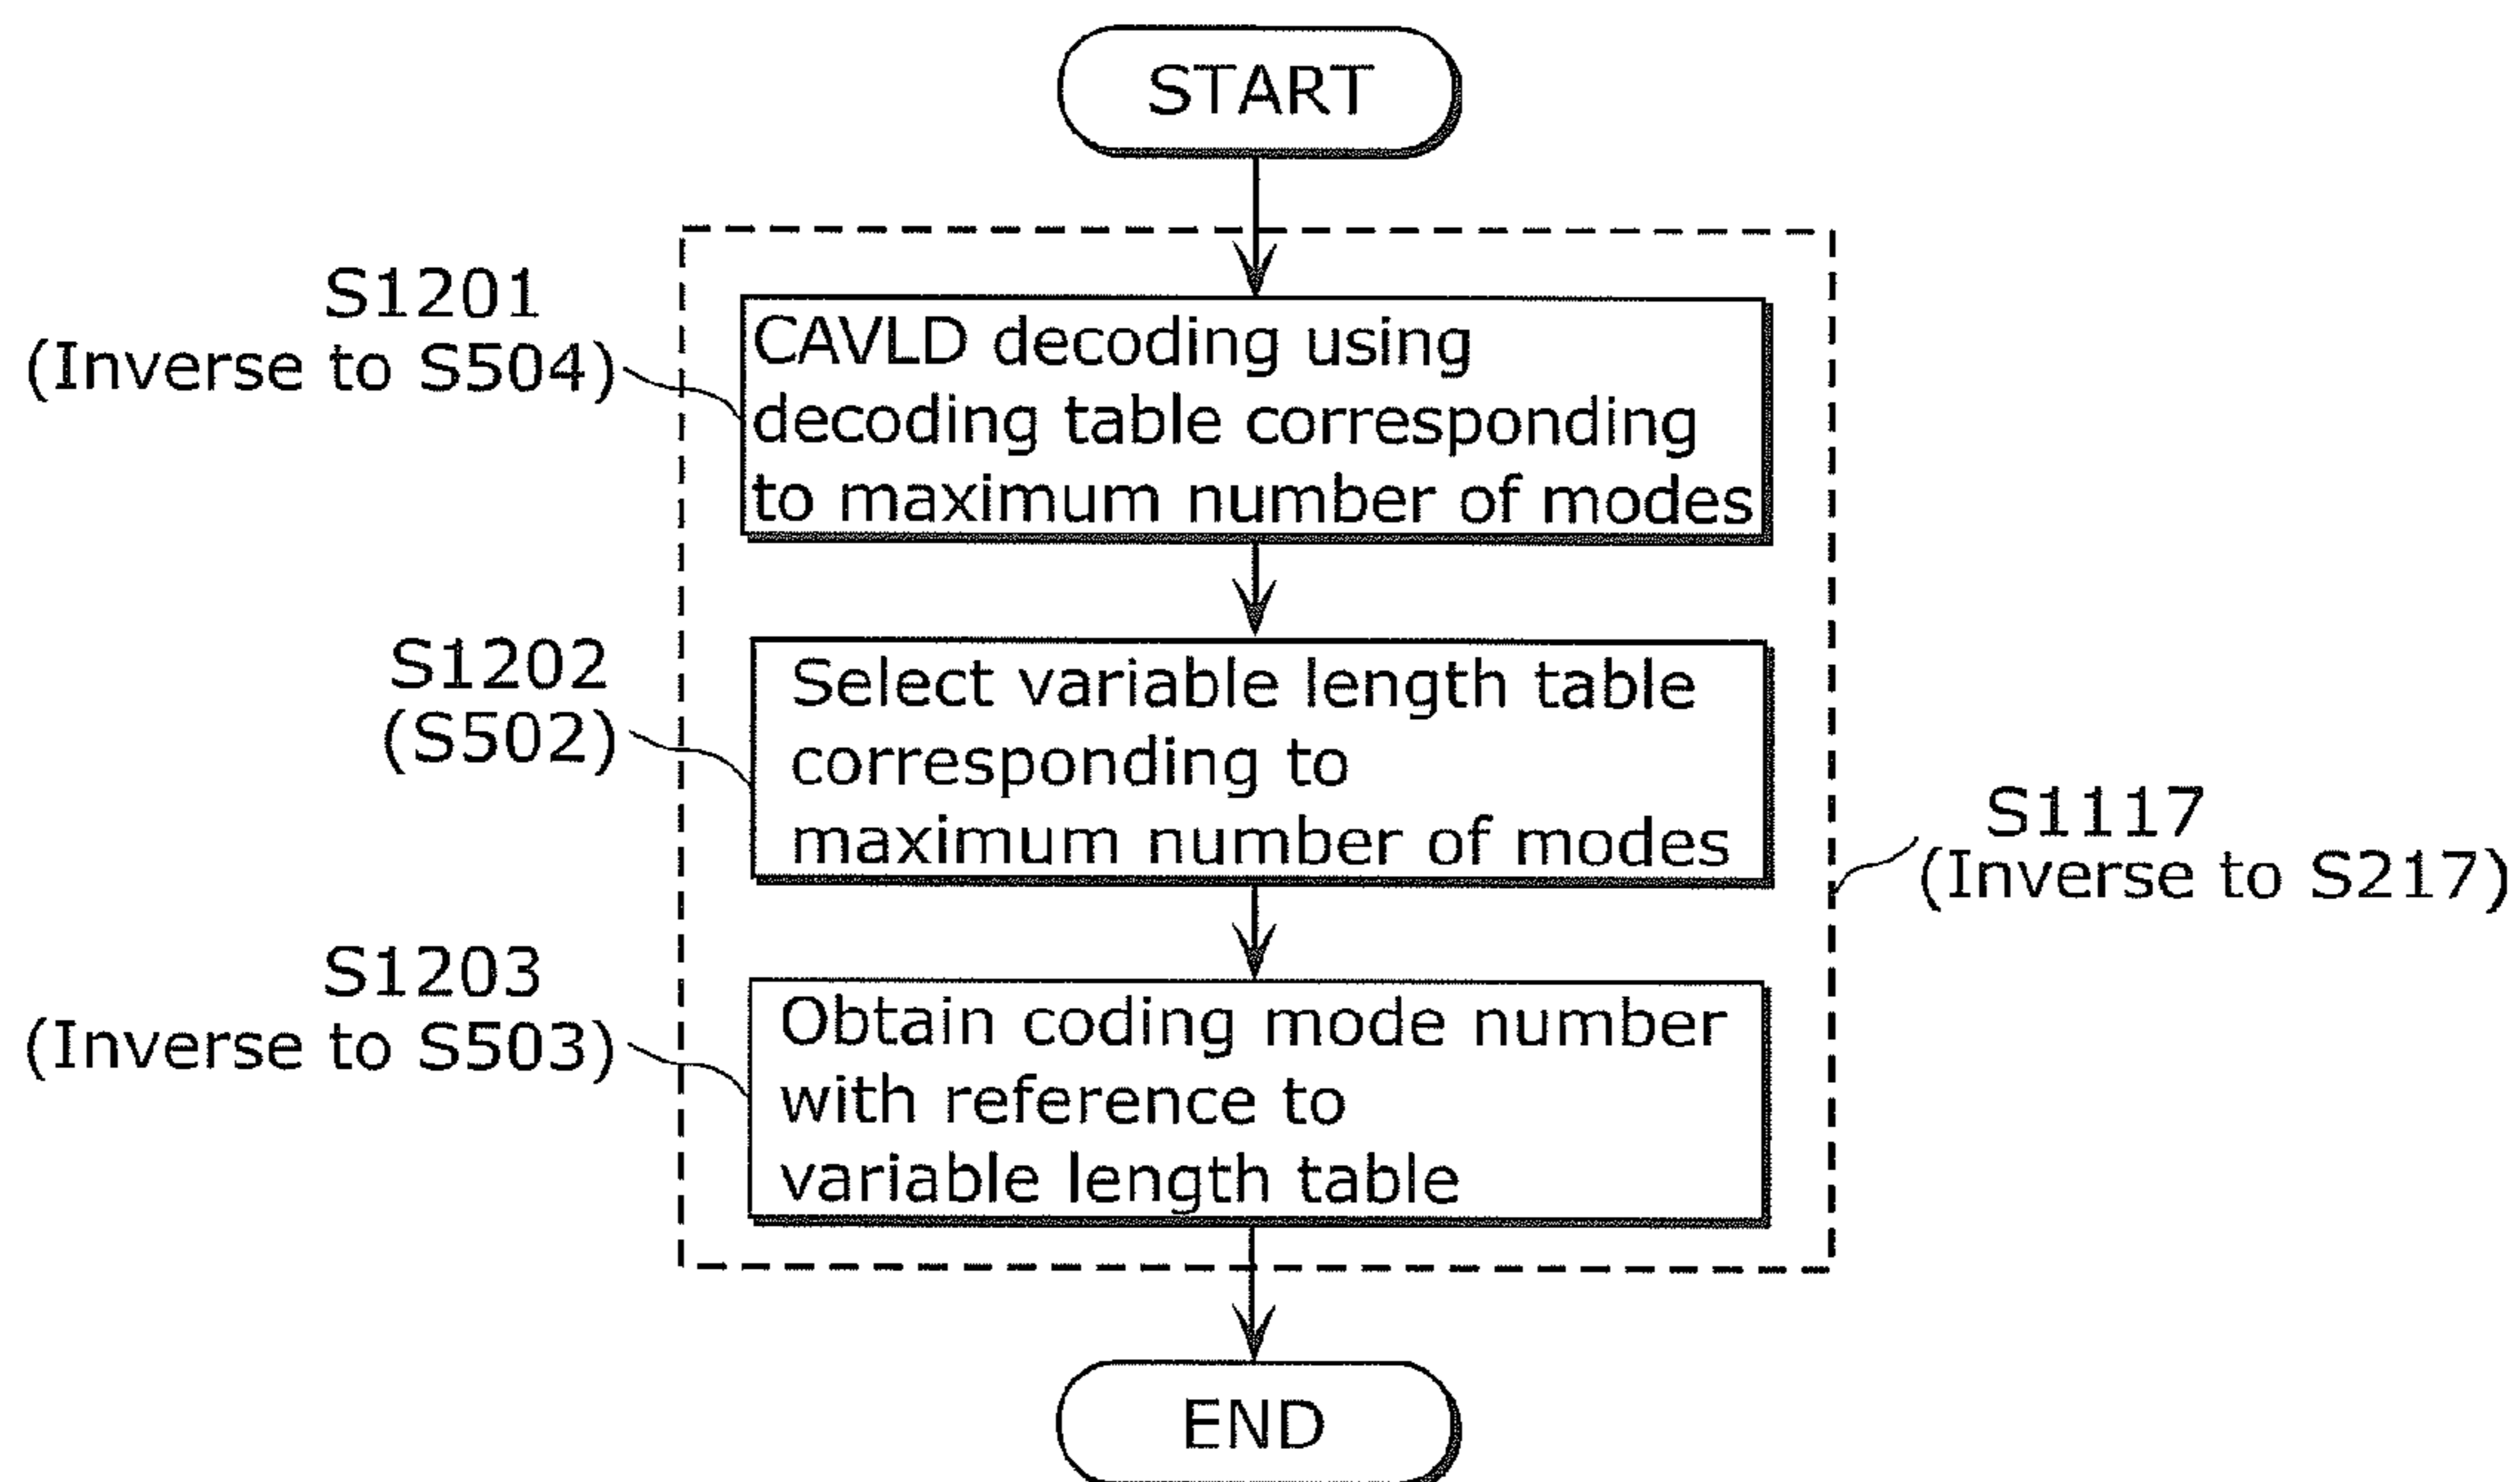 START
S1201
(Inverse to S504)
CAVLD decoding using
decoding table corresponding
to maximum number of modes
S1202
(S502)
Select variable length table
corresponding to
maximum number of modes
S1117
(Inverse to S217)
S1203
(Inverse to S503)
Obtain coding mode number
with reference to
variable length table
END